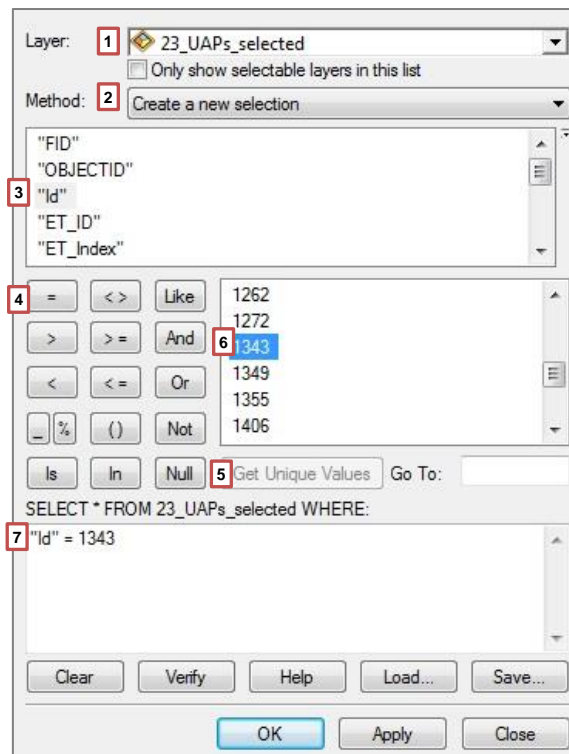 Layer: 1 23_UAPs_selected
Only show selectable layers in this list
Method: 2 Create a new selection
"FID"
"OBJECTID"
3 "Id"
"ET_ID"
"ET_Index"
4 = < > Like 1262
1272
> > = And 6 1343
1349
< < = Or 1355
_ % ( ) Not 1406
Is In Null 5 Get Unique Values Go To:
SELECT * FROM 23_UAPs_selected WHERE:
7 "Id" = 1343
Clear Verify Help Load... Save...
OK Apply Close